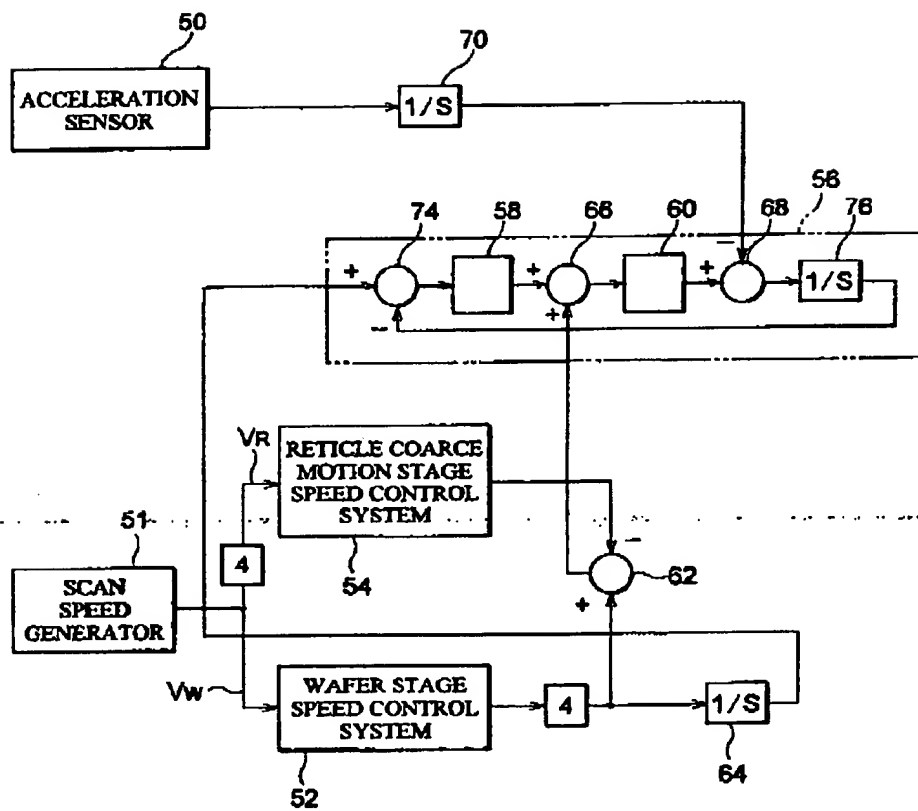 50
70
ACCELERATION
SENSOR
1/S
56
74
58
66
60
68
76
+
+
+
−
1/S
−
+
VR
RETICLE COARCE
MOTION STAGE
SPEED CONTROL
SYSTEM
51
4
54
−
62
SCAN
SPEED
GENERATOR
+
VW
WAFER STAGE
SPEED CONTROL
SYSTEM
4
1/S
52
64